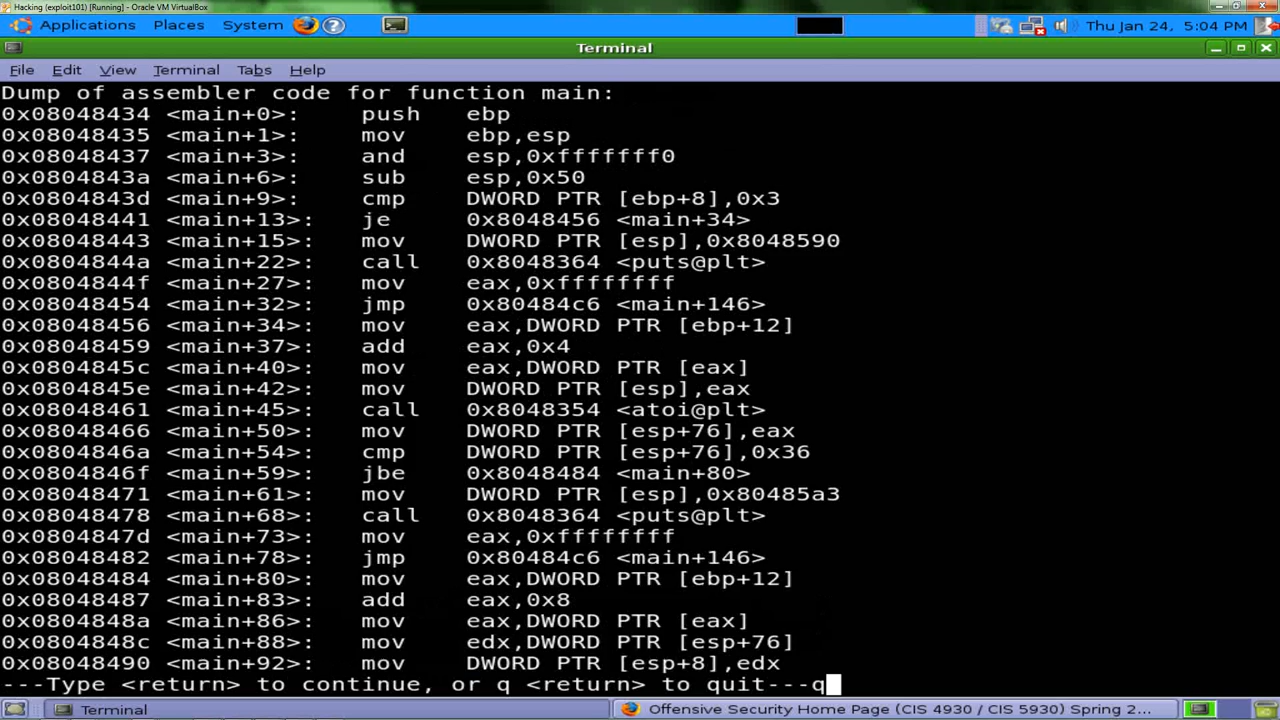 Hacking (exploit101) [Running] - Oracle VM VirtualBox
Applications Places System Thu Jan 24, 5:04 PM
Terminal
File Edit View Terminal Tabs Help
Dump of assembler code for function main:
0x08048434 <main+0>: push ebp
0x08048435 <main+1>: mov ebp,esp
0x08048437 <main+3>: and esp,0xfffffff0
0x0804843a <main+6>: sub esp,0x50
0x0804843d <main+9>: cmp DWORD PTR [ebp+8],0x3
0x08048441 <main+13>: je 0x8048456 <main+34>
0x08048443 <main+15>: mov DWORD PTR [esp],0x8048590
0x0804844a <main+22>: call 0x8048364 <puts@plt>
0x0804844f <main+27>: mov eax,0xffffffff
0x08048454 <main+32>: jmp 0x80484c6 <main+146>
0x08048456 <main+34>: mov eax,DWORD PTR [ebp+12]
0x08048459 <main+37>: add eax,0x4
0x0804845c <main+40>: mov eax,DWORD PTR [eax]
0x0804845e <main+42>: mov DWORD PTR [esp],eax
0x08048461 <main+45>: call 0x8048354 <atoi@plt>
0x08048466 <main+50>: mov DWORD PTR [esp+76],eax
0x0804846a <main+54>: cmp DWORD PTR [esp+76],0x36
0x0804846f <main+59>: jbe 0x8048484 <main+80>
0x08048471 <main+61>: mov DWORD PTR [esp],0x80485a3
0x08048478 <main+68>: call 0x8048364 <puts@plt>
0x0804847d <main+73>: mov eax,0xffffffff
0x08048482 <main+78>: jmp 0x80484c6 <main+146>
0x08048484 <main+80>: mov eax,DWORD PTR [ebp+12]
0x08048487 <main+83>: add eax,0x8
0x0804848a <main+86>: mov eax,DWORD PTR [eax]
0x0804848c <main+88>: mov edx,DWORD PTR [esp+76]
0x08048490 <main+92>: mov DWORD PTR [esp+8],edx
---Type <return> to continue, or q <return> to quit---q
Terminal Offensive Security Home Page (CIS 4930 / CIS 5930) Spring 2...